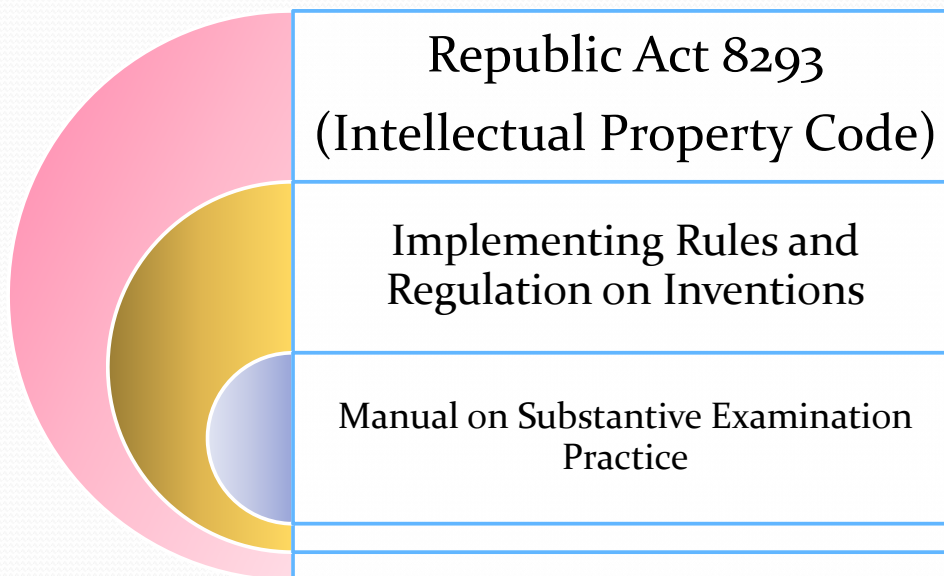 Republic Act 8293
(Intellectual Property Code)
Implementing Rules and
Regulation on Inventions
Manual on Substantive Examination
Practice